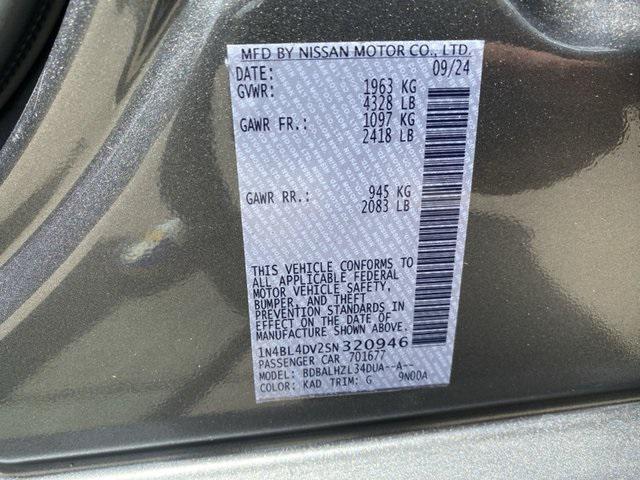 MFD BY NISSAN MOTOR CO., LTD.
DATE: 09/24
GVWR: 1963 KG
4328 LB
GAWR FR.: 1097 KG
2418 LB
GAWR RR.: 945 KG
2083 LB
THIS VEHICLE CONFORMS TO
ALL APPLICABLE FEDERAL
MOTOR VEHICLE SAFETY,
BUMPER, AND THEFT
PREVENTION STANDARDS IN
EFFECT ON THE DATE OF
MANUFACTURE SHOWN ABOVE.
1N4BL4DV2SN320946
PASSENGER CAR 701677
MODEL: BDBALHZL34DUA--A--
COLOR: KAD TRIM: G 9N00A